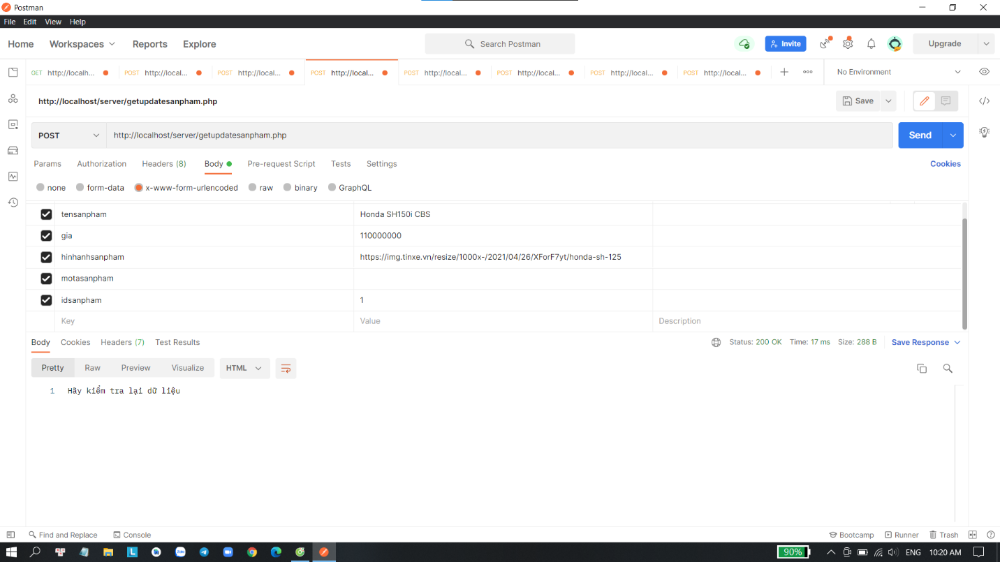 Postman
File Edit View Help
Home Workspaces Reports Explore Search Postman Invite Upgrade
GET http://localh... POST http://local... POST http://local... POST http://local... POST http://local... POST http://local... POST http://local... POST http://local... No Environment
http://localhost/server/getupdatesanpham.php Save
POST http://localhost/server/getupdatesanpham.php Send
Params Authorization Headers (8) Body Pre-request Script Tests Settings Cookies
none form-data x-www-form-urlencoded raw binary GraphQL
tensanpham Honda SH150i CBS
gia 110000000
hinhanhsanpham https://img.tinxe.vn/resize/1000x-/2021/04/26/XForF7yt/honda-sh-125
motasanpham
idsanpham 1
Key Value Description
Body Cookies Headers (7) Test Results Status: 200 OK Time: 17 ms Size: 288 B Save Response
Pretty Raw Preview Visualize HTML
1 Hãy kiểm tra lại dữ liệu
Find and Replace Console Bootcamp Runner Trash
L Zalo 90% ENG 10:20 AM